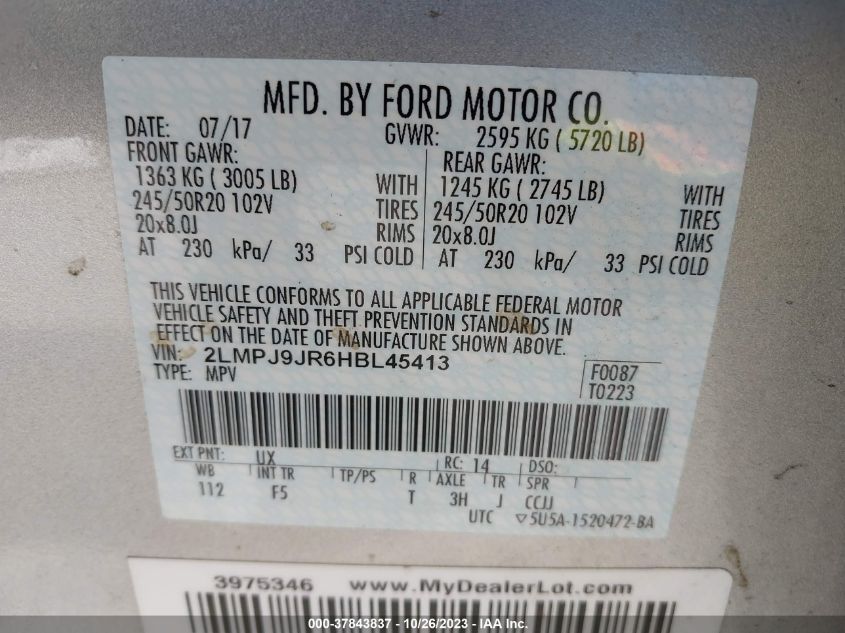 MFD. BY FORD MOTOR CO.
DATE: 07/17 GVWR: 2595 KG ( 5720 LB)
FRONT GAWR: REAR GAWR:
1363 KG ( 3005 LB) WITH 1245 KG ( 2745 LB) WITH
245/50R20 102V TIRES 245/50R20 102V TIRES
20x8.0J RIMS 20x8.0J RIMS
AT 230 kPa/ 33 PSI COLD AT 230 kPa/ 33 PSI COLD
THIS VEHICLE CONFORMS TO ALL APPLICABLE FEDERAL MOTOR
VEHICLE SAFETY AND THEFT PREVENTION STANDARDS IN
EFFECT ON THE DATE OF MANUFACTURE SHOWN ABOVE.
VIN: 2LMPJ9JR6HBL45413
TYPE: MPV
F0087
T0223
EXT PNT: UX RC: 14 DSO:
WB INT TR TP/PS R AXLE TR SPR
112 F5 T 3H J CCJJ
UTC ▽5U5A-1520472-BA
3975346 www.MyDealerLot.com
000-37843837 - 10/26/2023 - IAA Inc.